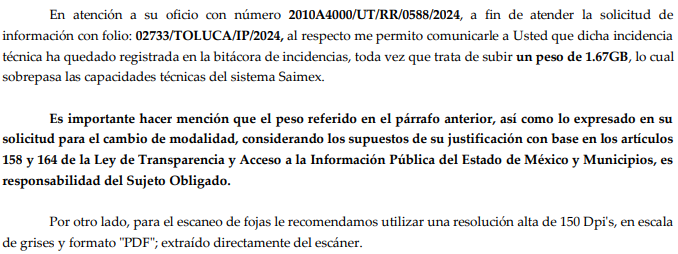 En atención a su oficio con número 2010A4000/UT/RR/0588/2024, a fin de atender la solicitud de
información con folio: 02733/TOLUCA/IP/2024, al respecto me permito comunicarle a Usted que dicha incidencia
técnica ha quedado registrada en la bitácora de incidencias, toda vez que trata de subir un peso de 1.67GB, lo cual
sobrepasa las capacidades técnicas del sistema Saimex.
Es importante hacer mención que el peso referido en el párrafo anterior, así como lo expresado en su
solicitud para el cambio de modalidad, considerando los supuestos de su justificación con base en los artículos
158 y 164 de la Ley de Transparencia y Acceso a la Información Pública del Estado de México y Municipios, es
responsabilidad del Sujeto Obligado.
Por otro lado, para el escaneo de fojas le recomendamos utilizar una resolución alta de 150 Dpi's, en escala
de grises y formato "PDF"; extraído directamente del escáner.